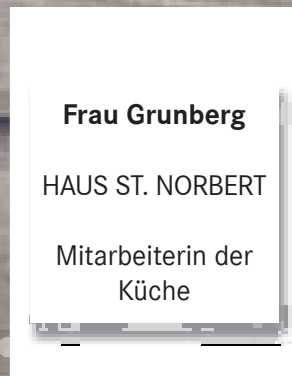 Frau Grunberg
HAUS ST. NORBERT
Mitarbeiterin der
Küche